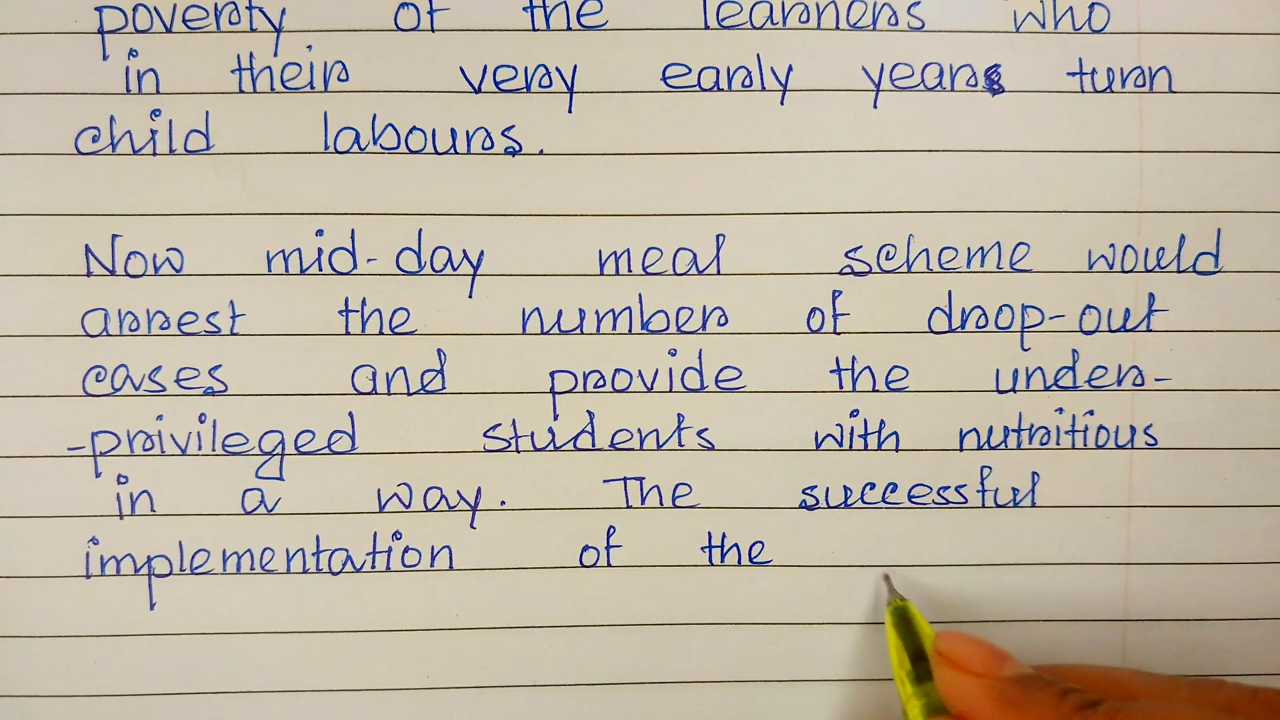 poverty of the learners who
in their very early years turn
child labours.
Now mid-day meal scheme would
arrest the number of drop-out
cases and provide the under-
-privileged students with nutritious
in a way. The successful
implementation of the